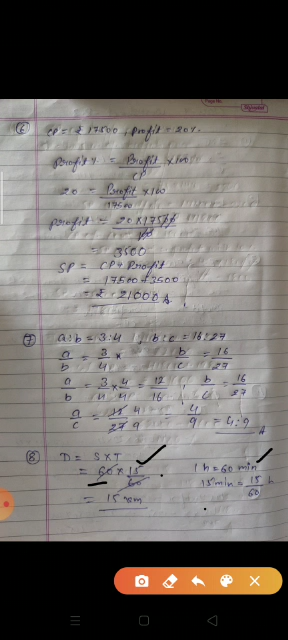 Page No
⑥ CP = ₹ 17500, Profit = 20%
Profit % = Profit/CP × 100
20 = Profit/17500 × 100
Profit = 20 × 17500/100
= 3500
SP = CP + Profit
= 17500 + 3500
= ₹ 21000 A
⑦ a:b = 3:4, b:c = 16:27
a/b = 3/4 × b/c = 16/27
a/b = 3/4 × 4/4 = 12/16, b/c = 16/27
a/c = 12/27 4/9 = 4/9 = 4:9 A
⑧ D = S × T
= 60 × 15/60 1 h = 60 min
= 15 km 15 min = 15/60 h